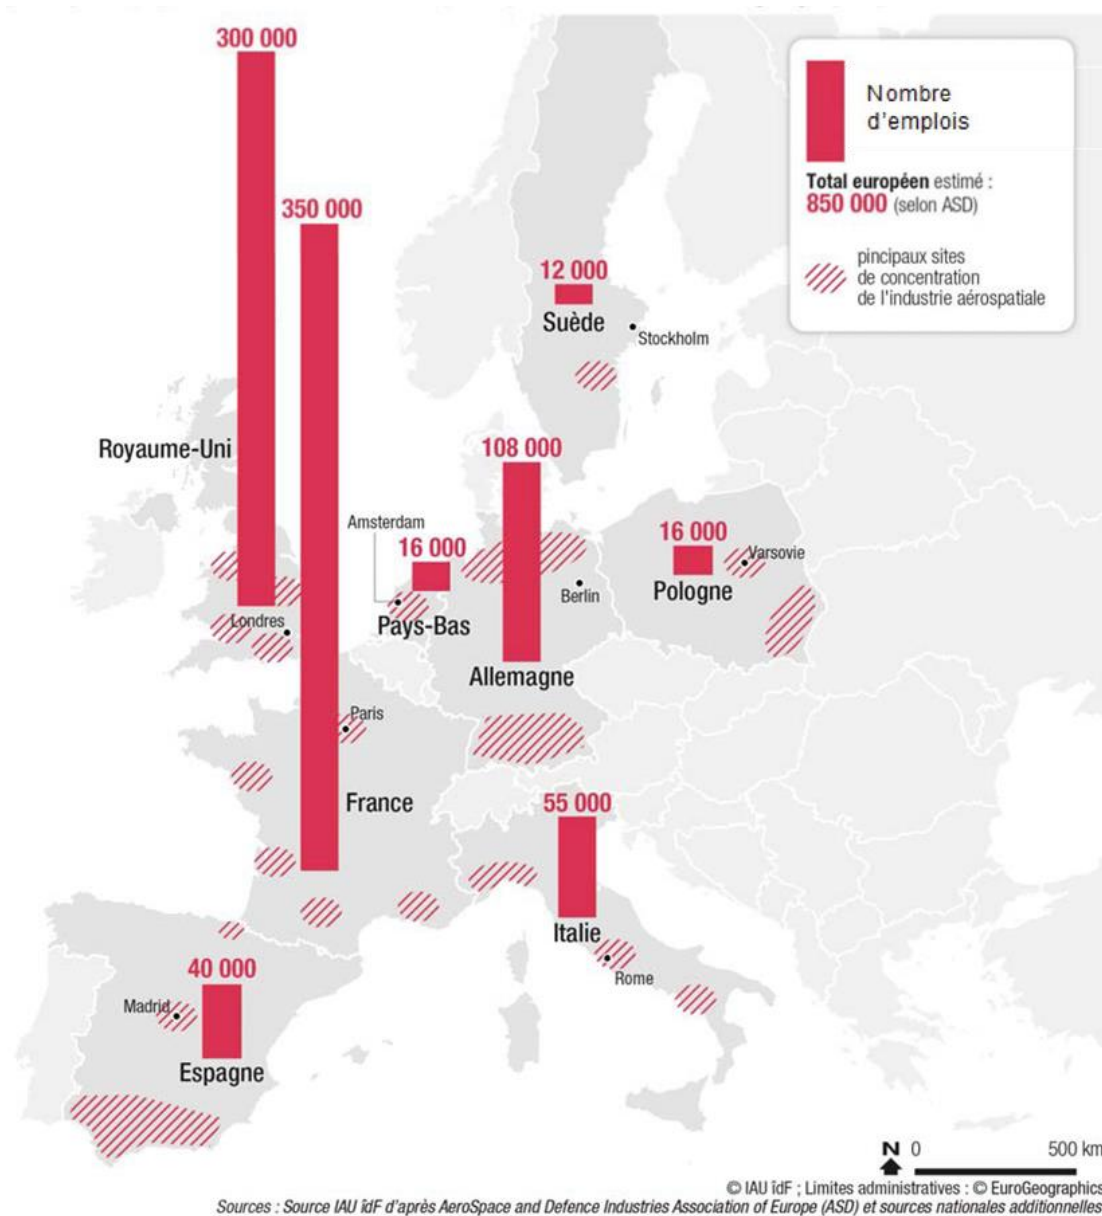 300 000
350 000
Nombre
d'emplois
Total européen estimé :
850 000 (selon ASD)
pincipaux sites
de concentration
de l'industrie aérospatiale
12 000
Suède
Stockholm
Royaume-Uni
108 000
Amsterdam
16 000
16 000
Varsovie
Berlin
Pologne
Londres
Pays-Bas
Allemagne
Paris
France
55 000
Italie
40 000
Rome
Madrid
Espagne
N 0 500 km
© IAU îdF ; Limites administratives : © EuroGeographics
Sources : Source IAU îdF d'après AeroSpace and Defence Industries Association of Europe (ASD) et sources nationales additionnelles